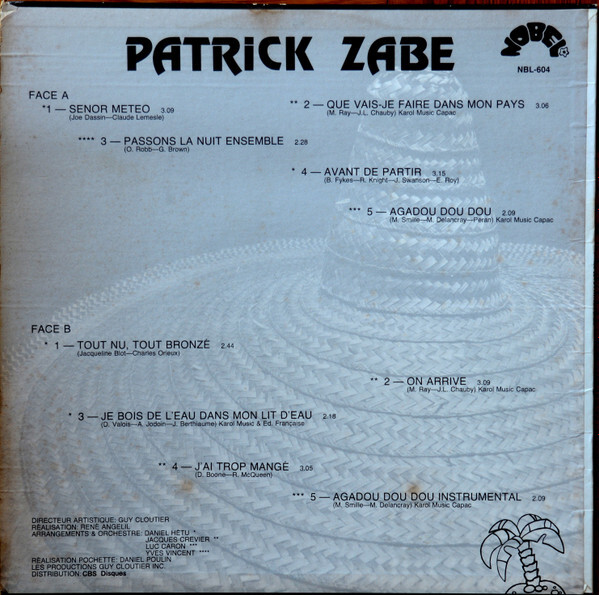 PATRICK ZABE
NOBEL
NBL-604
FACE A
*1 — SENOR METEO 3.09
(Joe Dassin—Claude Lemesle)
** 2 — QUE VAIS-JE FAIRE DANS MON PAYS 3.06
(M. Ray—J.L. Chauby) Karol Music Capac
**** 3 — PASSONS LA NUIT ENSEMBLE 2.28
(O. Robb—G. Brown)
* 4 — AVANT DE PARTIR 3.15
(B. Fykes—R. Knight—J. Swanson—E. Roy)
*** 5 — AGADOU DOU DOU 2.09
(M. Smille—M. Delancray—Péran) Karol Music Capac
FACE B
* 1 — TOUT NU, TOUT BRONZÉ 2.44
(Jacqueline Blot—Charles Orieux)
** 2 — ON ARRIVE 3.09
(M. Ray—J.L. Chauby) Karol Music Capac
* 3 — JE BOIS DE L'EAU DANS MON LIT D'EAU 2.18
(D. Valois—A. Jodoin—J. Berthiaume) Karol Music & Ed. Française
** 4 — J'AI TROP MANGÉ 3.05
(D. Boone—R. McQueen)
*** 5 — AGADOU DOU DOU INSTRUMENTAL 2.09
(M. Smille—M. Delancray) Karol Music Capac
DIRECTEUR ARTISTIQUE: GUY CLOUTIER
RÉALISATION: RENÉ ANGELIL
ARRANGEMENTS & ORCHESTRE: DANIEL HÉTU *
JACQUES CREVIER **
LUC CARON ***
YVES VINCENT ****
RÉALISATION POCHETTE: DANIEL POULIN
LES PRODUCTIONS GUY CLOUTIER INC.
DISTRIBUTION: CBS Disques